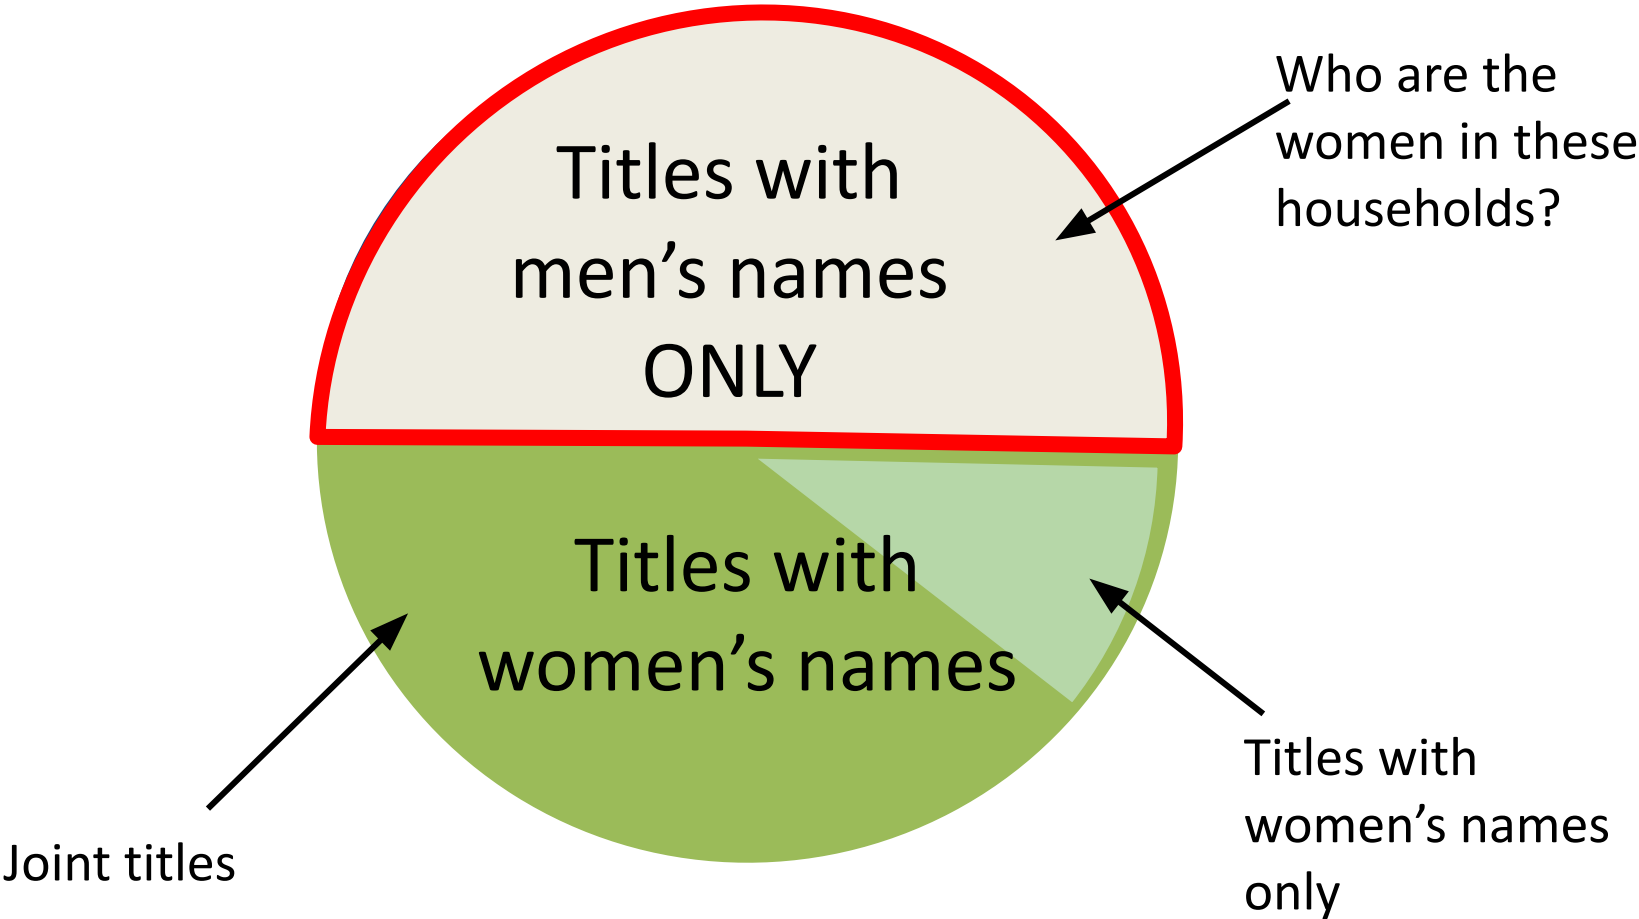 Who are the
women in these
households?
Titles with
men’s names
ONLY
Titles with
women’s names
Joint titles
Titles with
women’s names
only